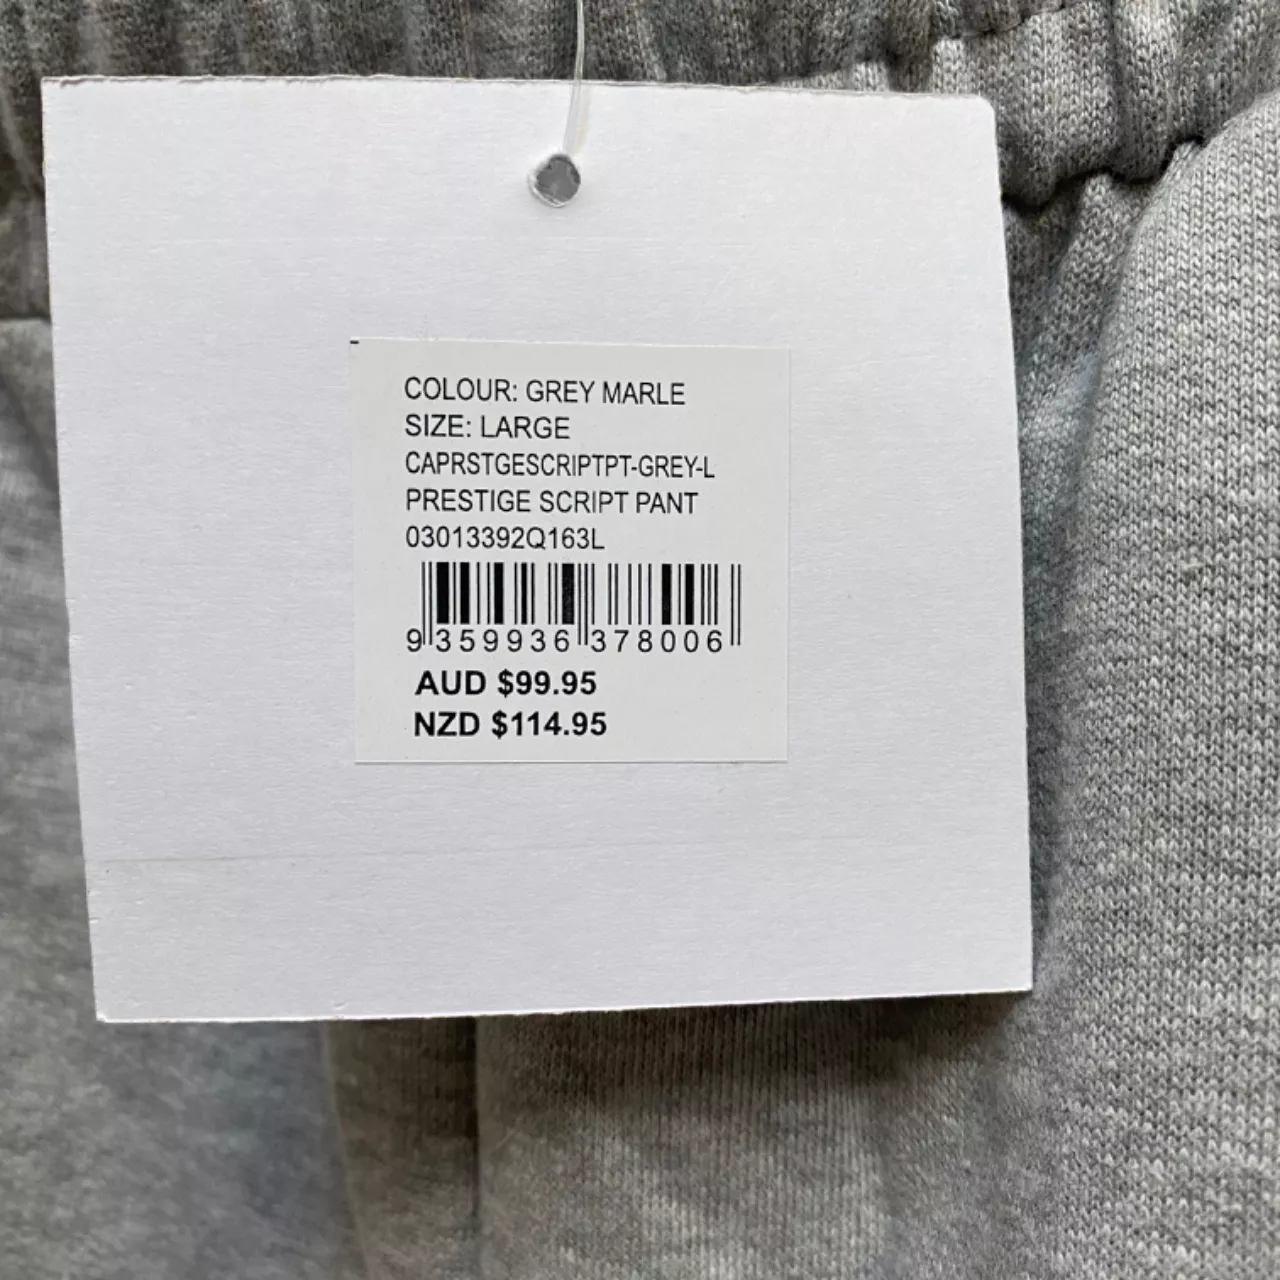 COLOUR: GREY MARLE
SIZE: LARGE
CAPRSTGESCRIPTPT-GREY-L
PRESTIGE SCRIPT PANT
03013392Q163L
9 359936 378006
AUD $99.95
NZD $114.95